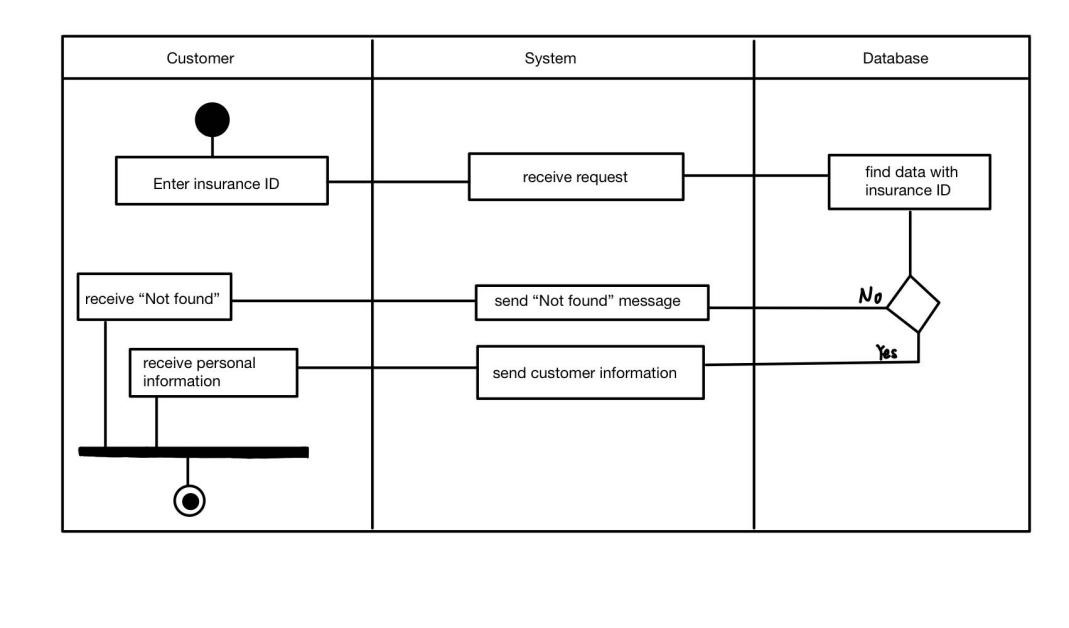 Customer
System
Database
Enter insurance ID
receive request
find data with
insurance ID
receive “Not found”
send “Not found” message
No
receive personal
information
send customer information
Yes